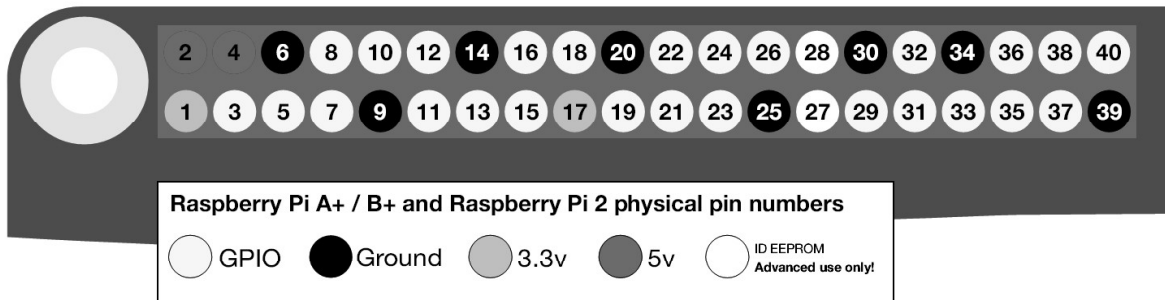 2 4 6 8 10 12 14 16 18 20 22 24 26 28 30 32 34 36 38 40
1 3 5 7 9 11 13 15 17 19 21 23 25 27 29 31 33 35 37 39
Raspberry Pi A+ / B+ and Raspberry Pi 2 physical pin numbers
GPIO Ground 3.3v 5v ID EEPROM
Advanced use only!